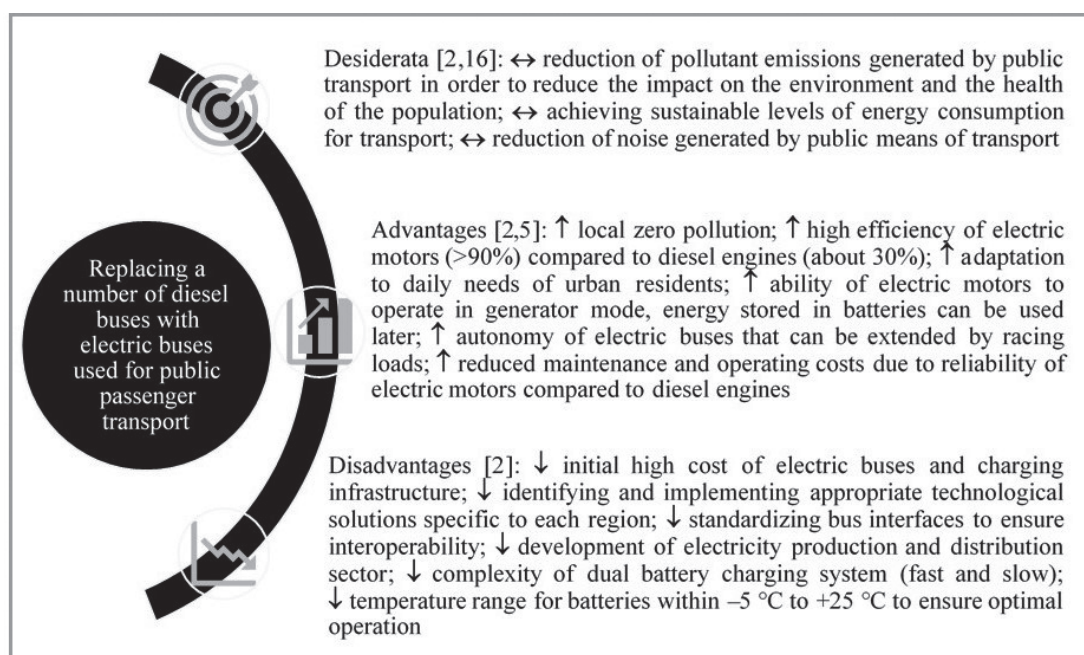 Desiderata [2,16]: ↔ reduction of pollutant emissions generated by public
transport in order to reduce the impact on the environment and the health
of the population; ↔ achieving sustainable levels of energy consumption
for transport; ↔ reduction of noise generated by public means of transport
Replacing a
number of diesel
buses with
electric buses
used for public
passenger
transport
Advantages [2,5]: ↑ local zero pollution; ↑ high efficiency of electric
motors (>90%) compared to diesel engines (about 30%); ↑ adaptation
to daily needs of urban residents; ↑ ability of electric motors to
operate in generator mode, energy stored in batteries can be used
later; ↑ autonomy of electric buses that can be extended by racing
loads; ↑ reduced maintenance and operating costs due to reliability of
electric motors compared to diesel engines
Disadvantages [2]: ↓ initial high cost of electric buses and charging
infrastructure; ↓ identifying and implementing appropriate technological
solutions specific to each region; ↓ standardizing bus interfaces to ensure
interoperability; ↓ development of electricity production and distribution
sector; ↓ complexity of dual battery charging system (fast and slow);
↓ temperature range for batteries within –5 °C to +25 °C to ensure optimal
operation